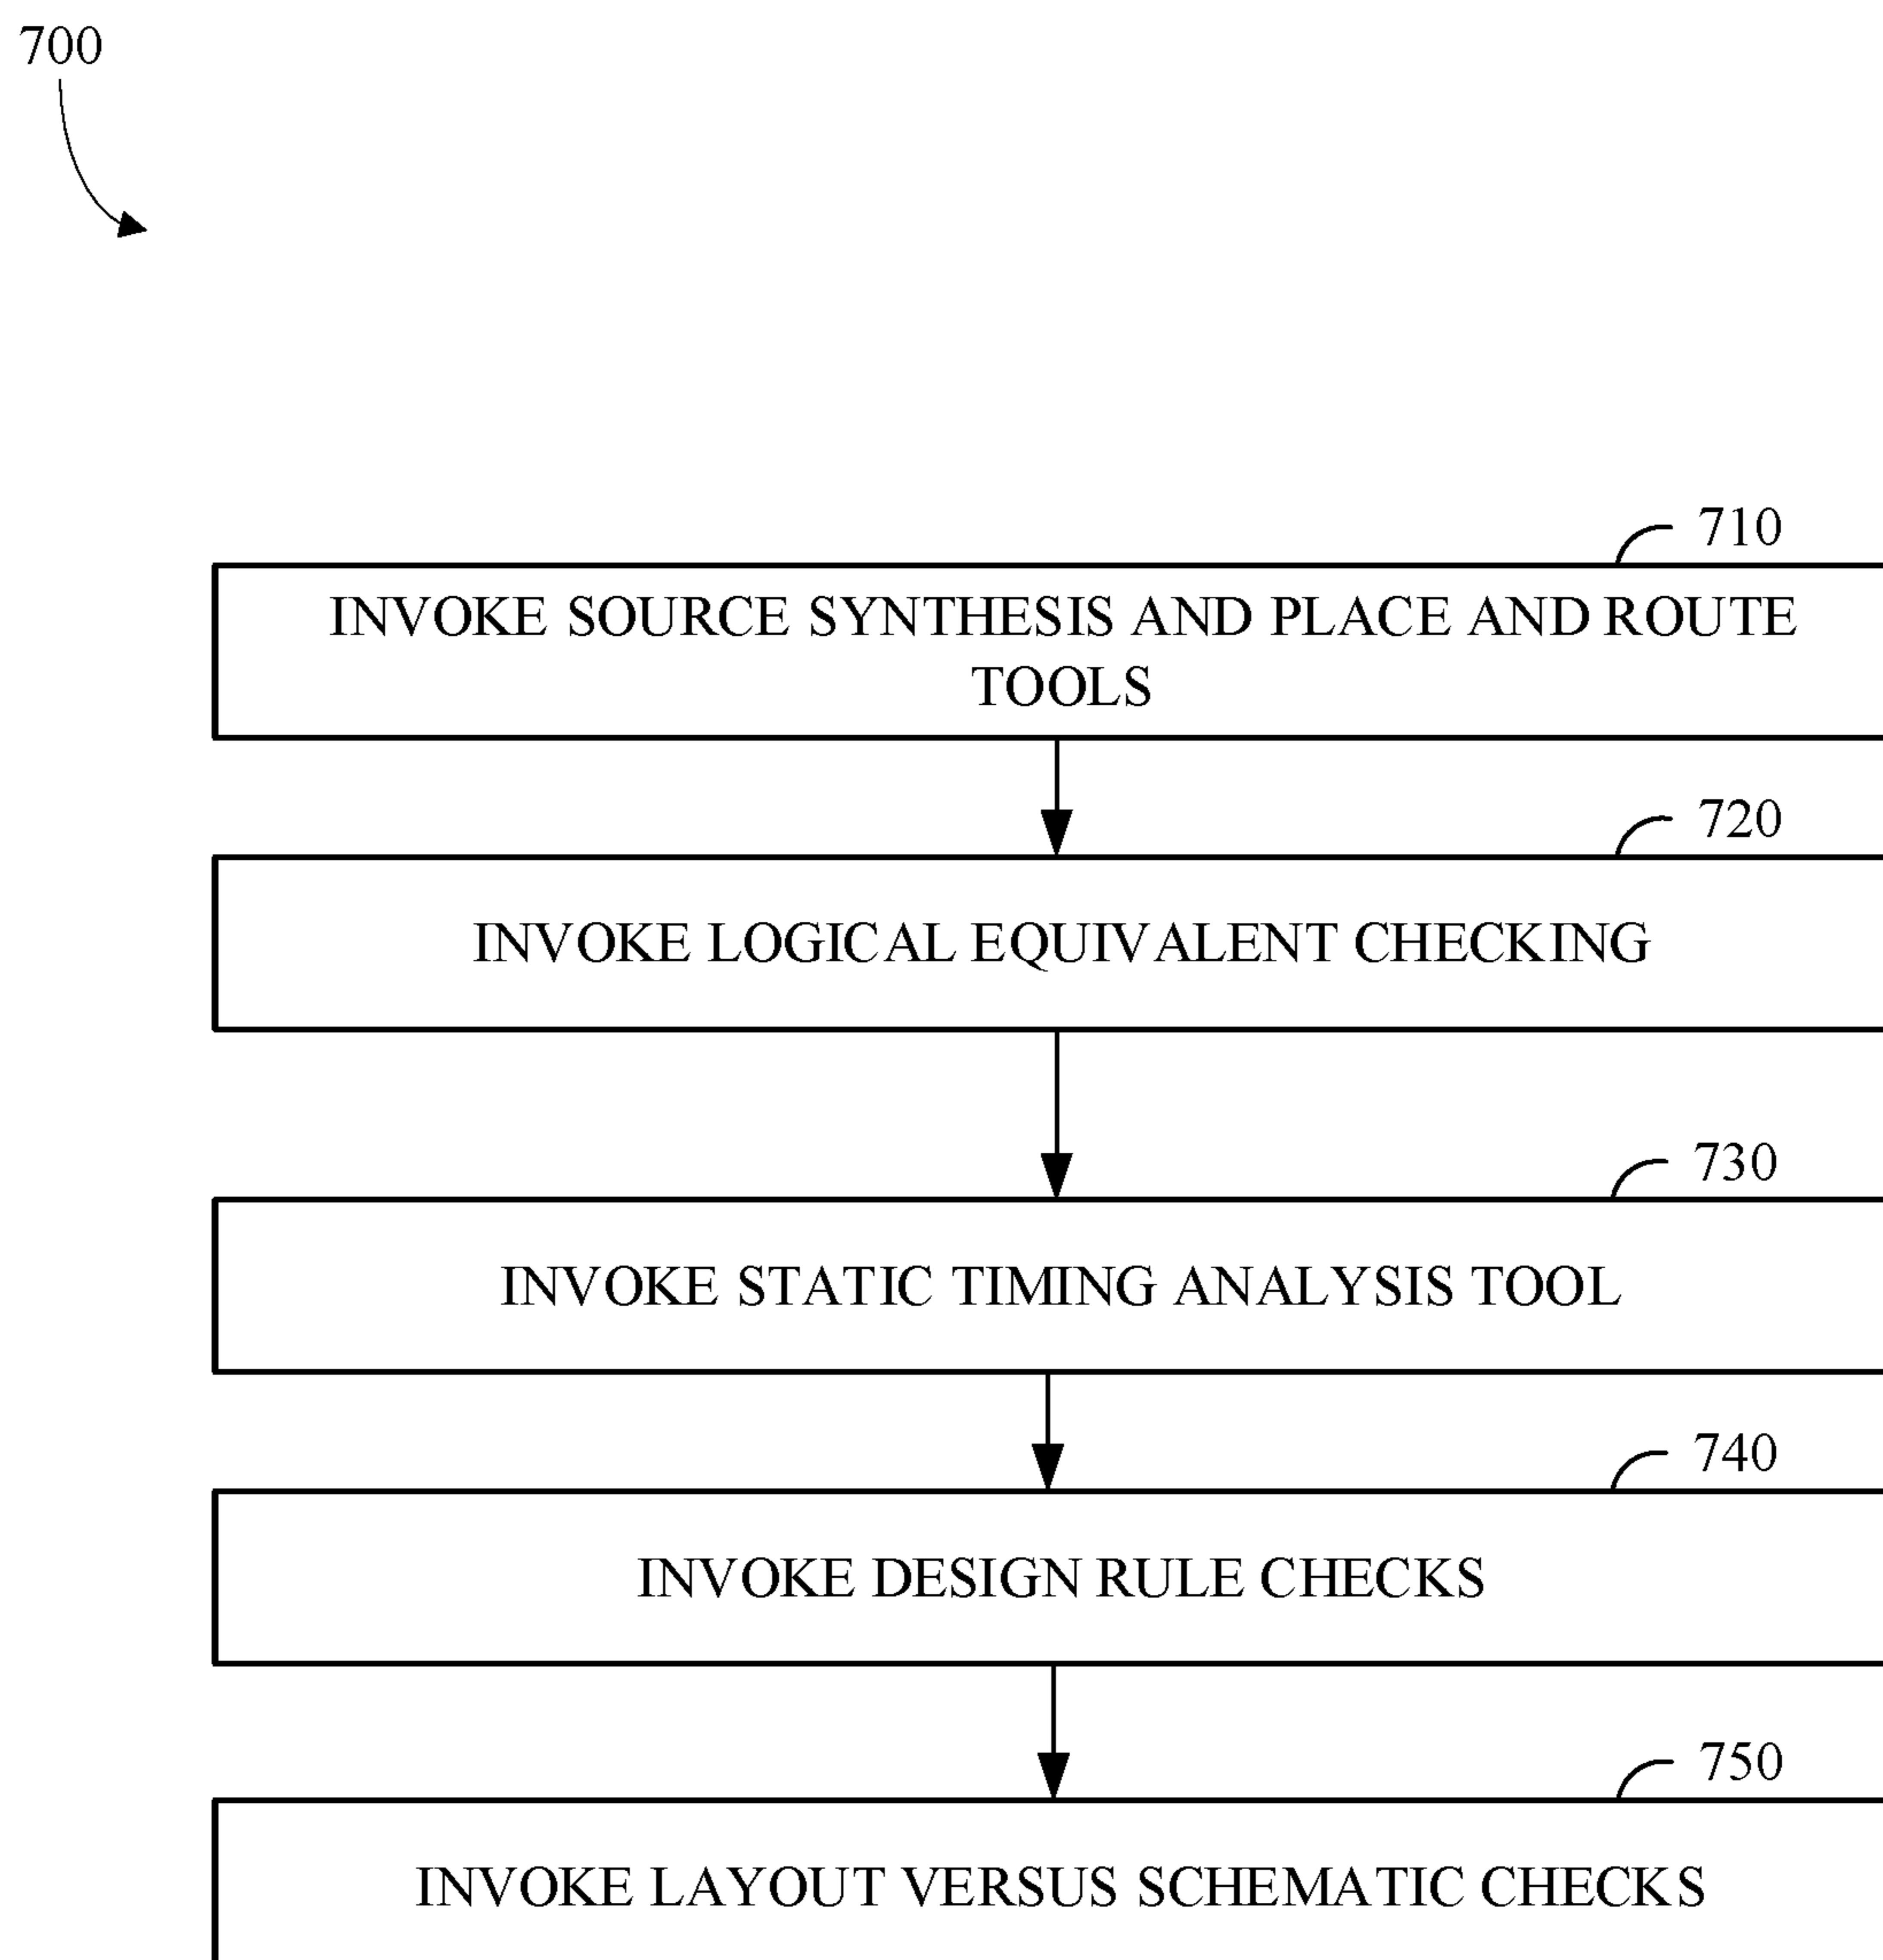 700
710
INVOKE SOURCE SYNTHESIS AND PLACE AND ROUTE
TOOLS
720
INVOKE LOGICAL EQUIVALENT CHECKING
730
INVOKE STATIC TIMING ANALYSIS TOOL
740
INVOKE DESIGN RULE CHECKS
750
INVOKE LAYOUT VERSUS SCHEMATIC CHECKS